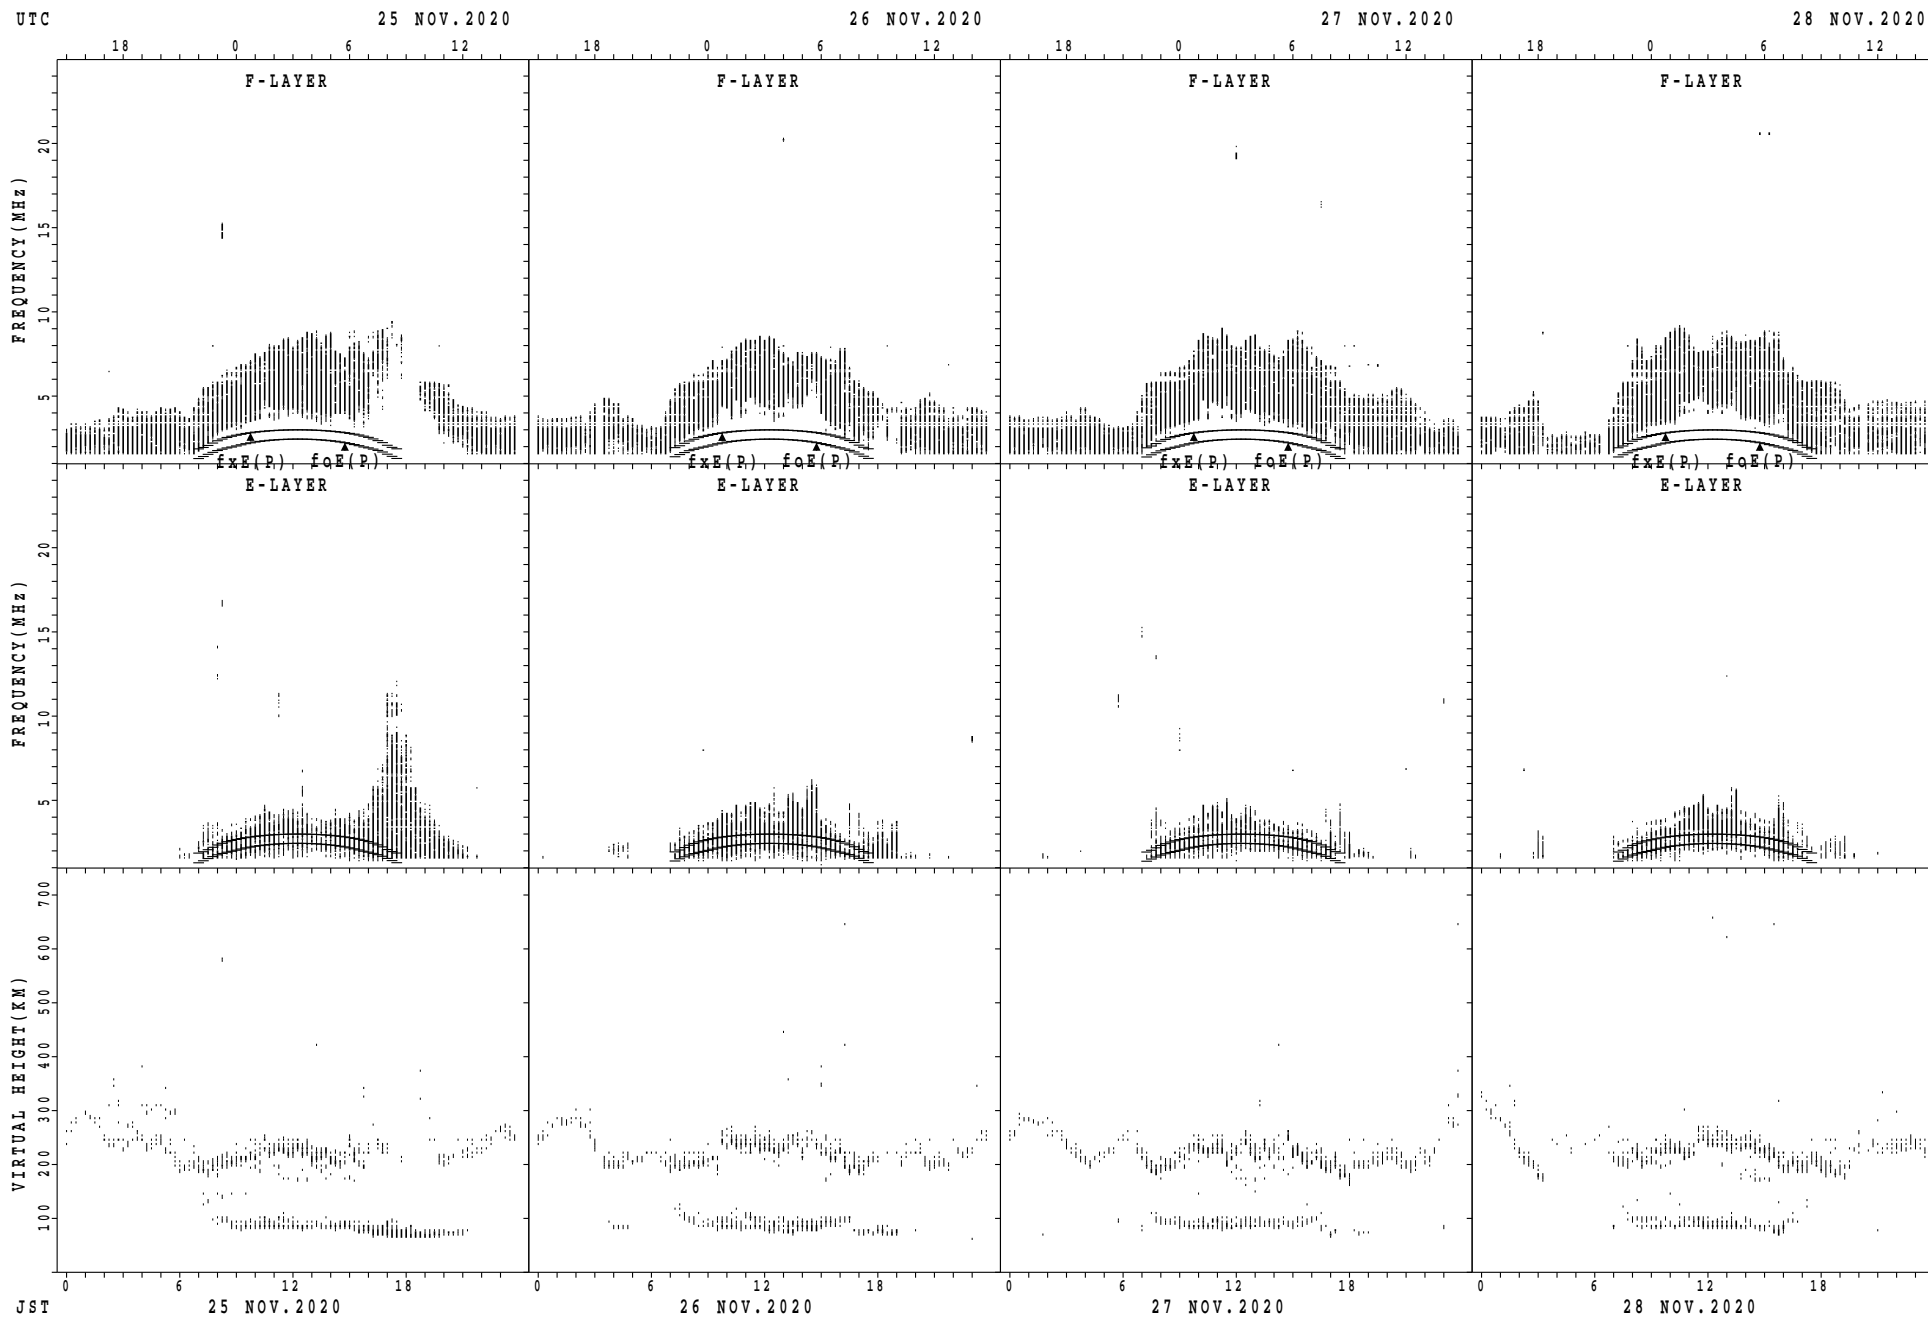 UTC 25 NOV.2020 26 NOV.2020 27 NOV.2020 28 NOV.2020
18 0 6 12 18 0 6 12 18 0 6 12 18 0 6 12
F-LAYER F-LAYER F-LAYER F-LAYER
FREQUENCY(MHz)
20
15
10
5
fxE(P) foE(P) fxE(P) foE(P) fxE(P) foE(P) fxE(P) foE(P)
E-LAYER E-LAYER E-LAYER E-LAYER
FREQUENCY(MHz)
20
15
10
5
VIRTUAL HEIGHT(KM)
700
600
500
400
300
200
100
0 6 12 18 0 6 12 18 0 6 12 18 0 6 12 18
JST 25 NOV.2020 26 NOV.2020 27 NOV.2020 28 NOV.2020